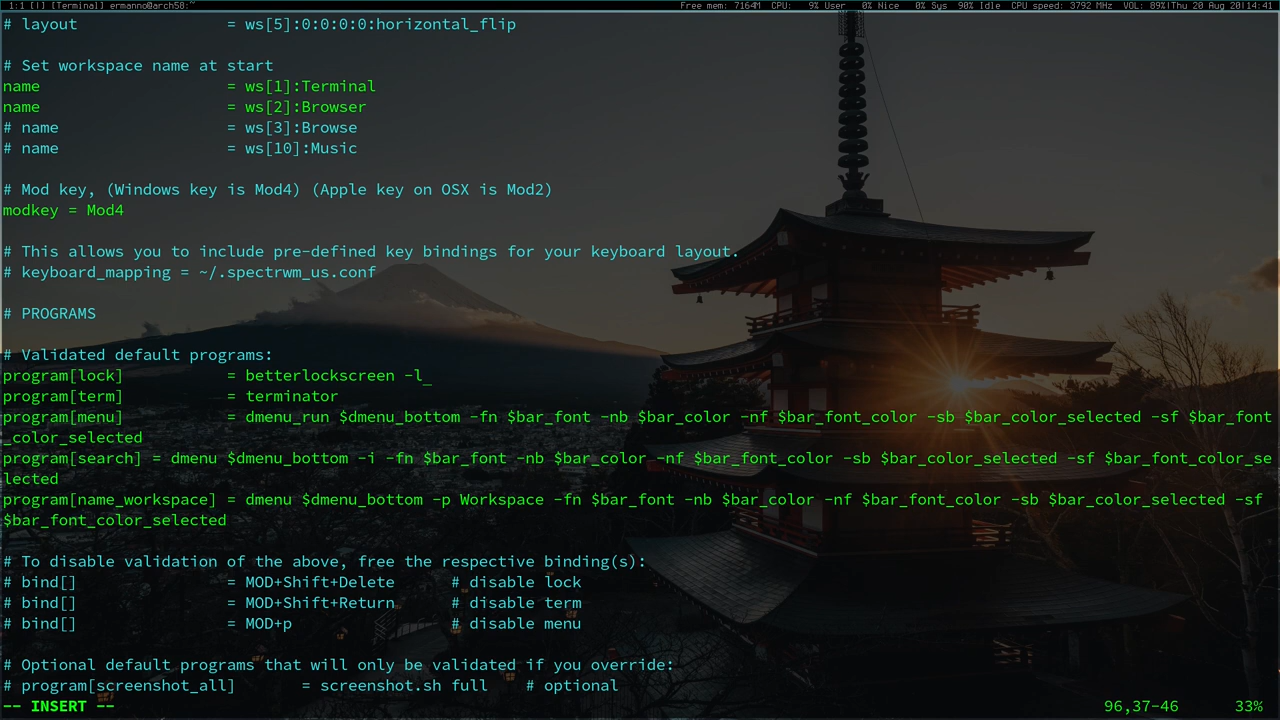 1:1 [|] [Terminal] ermanno@arch58:~ Free mem: 7164M CPU: 9% User 0% Nice 0% Sys 90% Idle CPU speed: 3792 MHz VOL: 89%|Thu 20 Aug 20|14:41
# layout = ws[5]:0:0:0:0:horizontal_flip
# Set workspace name at start
name = ws[1]:Terminal
name = ws[2]:Browser
# name = ws[3]:Browse
# name = ws[10]:Music
# Mod key, (Windows key is Mod4) (Apple key on OSX is Mod2)
modkey = Mod4
# This allows you to include pre-defined key bindings for your keyboard layout.
# keyboard_mapping = ~/.spectrwm_us.conf
# PROGRAMS
# Validated default programs:
program[lock] = betterlockscreen -l_
program[term] = terminator
program[menu] = dmenu_run $dmenu_bottom -fn $bar_font -nb $bar_color -nf $bar_font_color -sb $bar_color_selected -sf $bar_font
_color_selected
program[search] = dmenu $dmenu_bottom -i -fn $bar_font -nb $bar_color -nf $bar_font_color -sb $bar_color_selected -sf $bar_font_color_se
lected
program[name_workspace] = dmenu $dmenu_bottom -p Workspace -fn $bar_font -nb $bar_color -nf $bar_font_color -sb $bar_color_selected -sf
$bar_font_color_selected
# To disable validation of the above, free the respective binding(s):
# bind[] = MOD+Shift+Delete # disable lock
# bind[] = MOD+Shift+Return # disable term
# bind[] = MOD+p # disable menu
# Optional default programs that will only be validated if you override:
# program[screenshot_all] = screenshot.sh full # optional
-- INSERT -- 96,37-46 33%